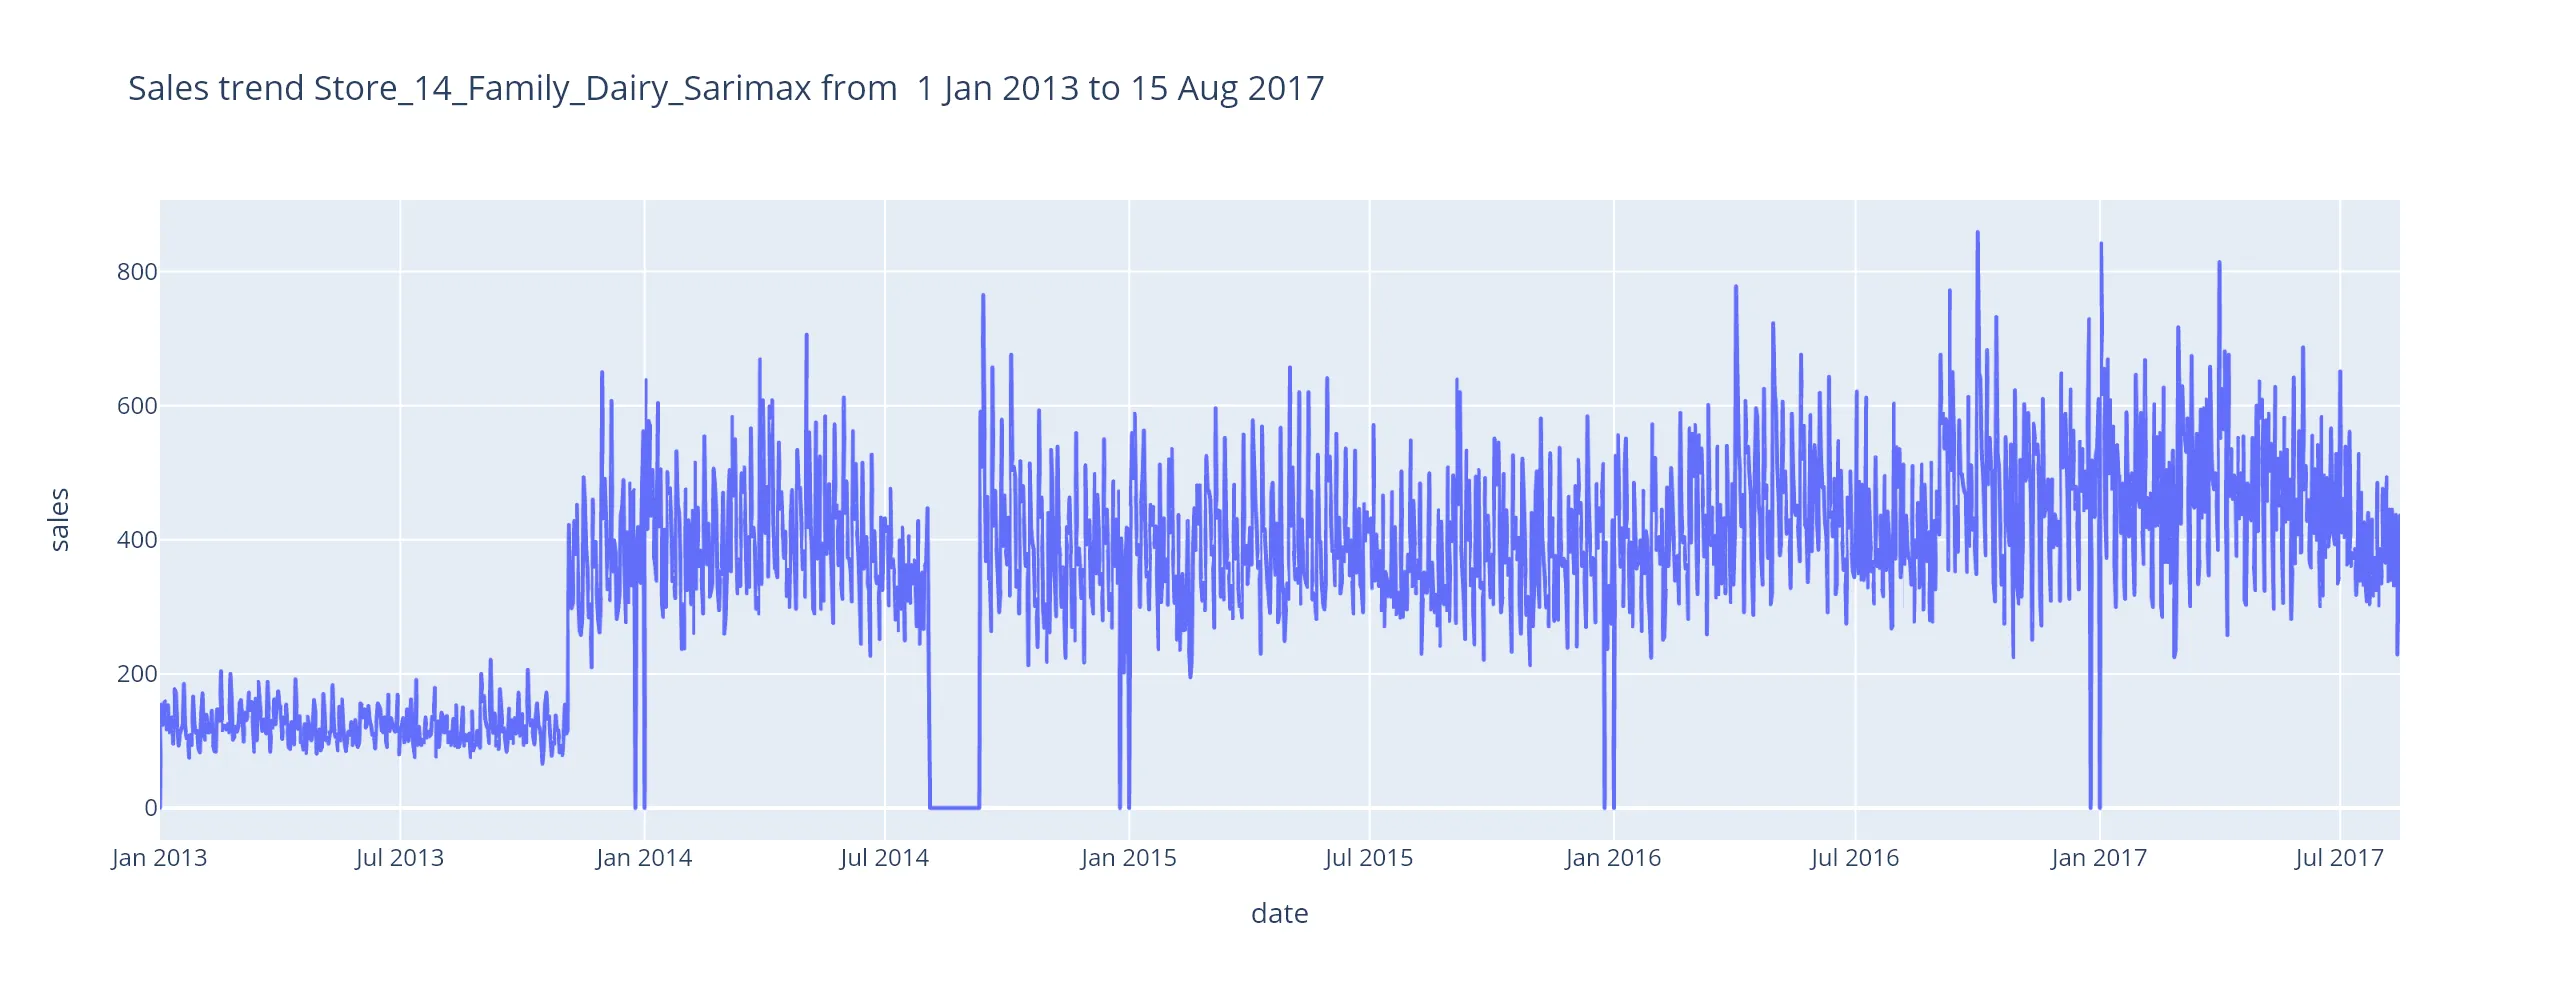 Sales trend Store_14_Family_Dairy_Sarimax from  1 Jan 2013 to 15 Aug 2017
sales
800
600
400
200
0
Jan 2013 Jul 2013 Jan 2014 Jul 2014 Jan 2015 Jul 2015 Jan 2016 Jul 2016 Jan 2017 Jul 2017
date